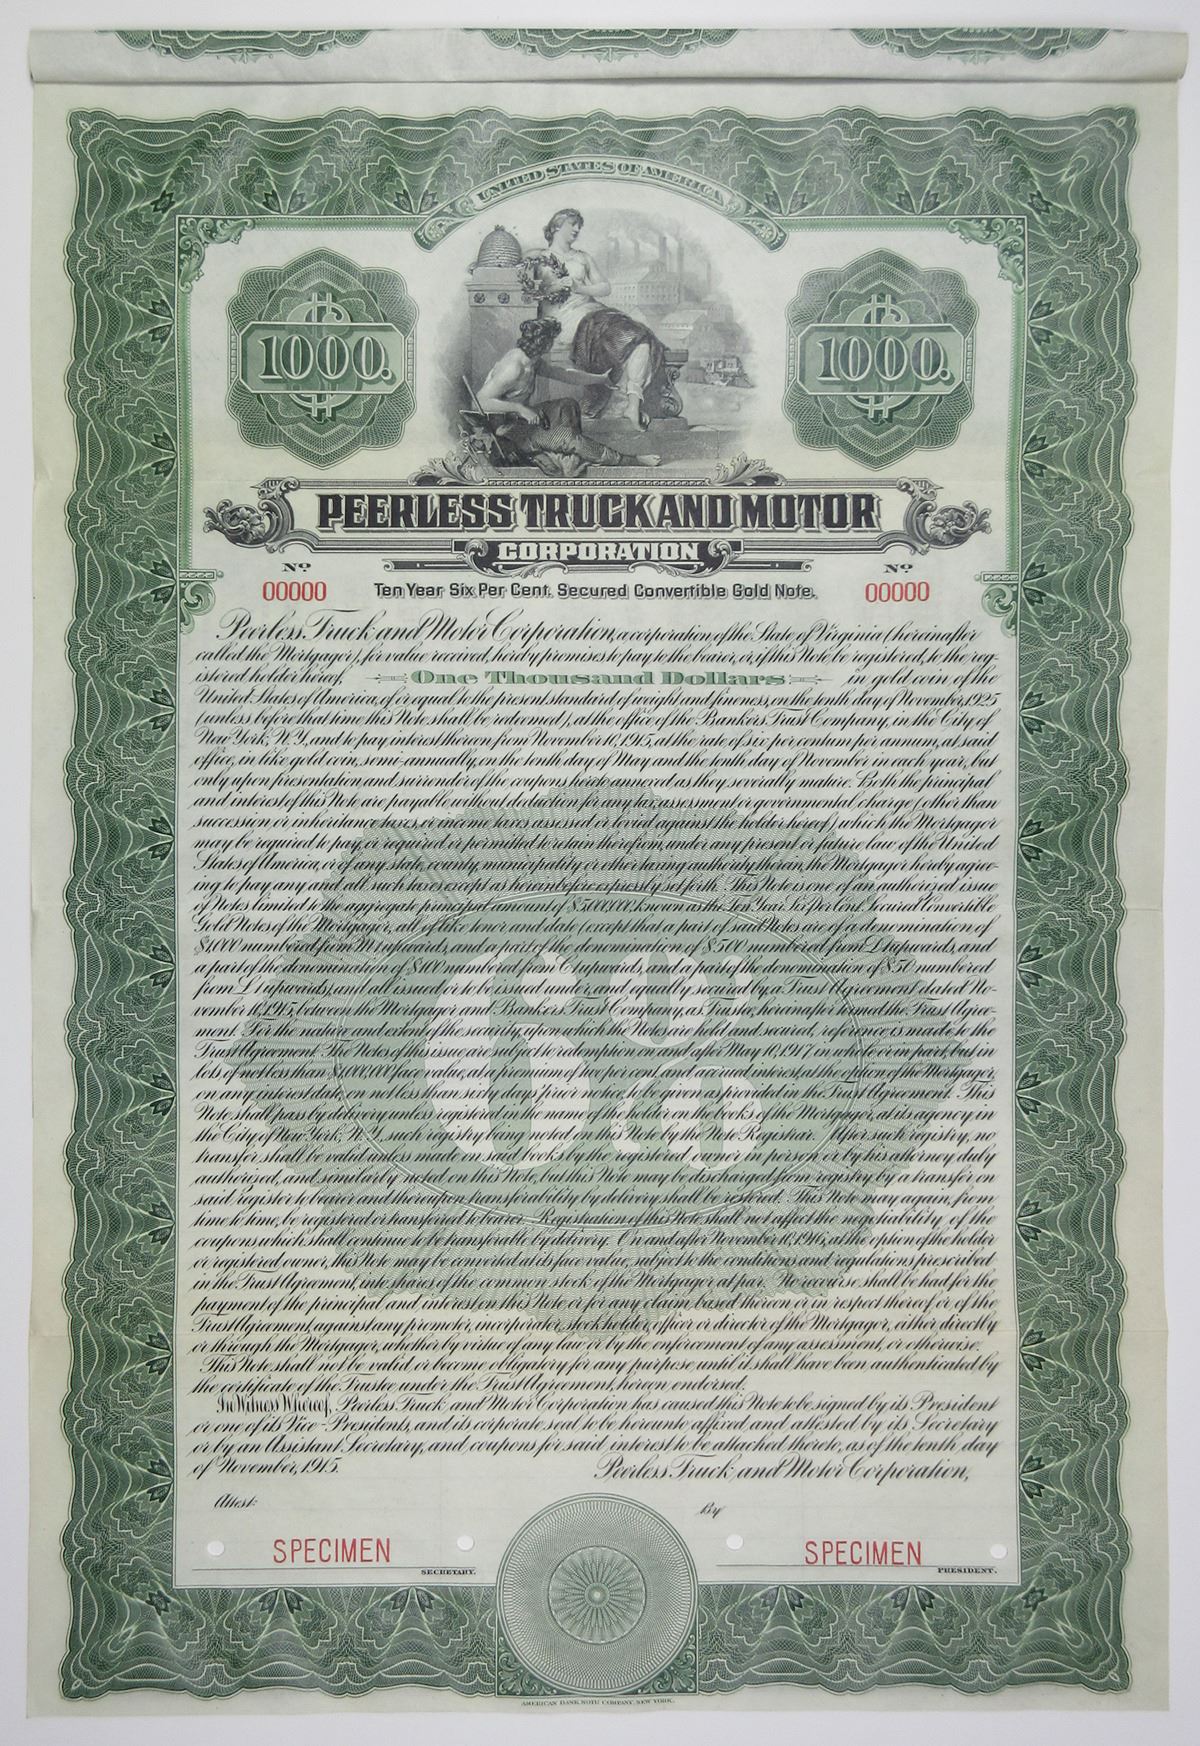 UNITED STATES OF AMERICA
1000.
1000.
PEERLESS TRUCK AND MOTOR
CORPORATION
No.
No.
00000
Ten Year Six Per Cent. Secured Convertible Gold Note.
00000
Peerless Truck and Motor Corporation, a corporation of the State of Virginia (hereinafter
called the Mortgagor), for value received, hereby promises to pay to the bearer, or, if this Note be registered, to the reg-
istered holder hereof, One Thousand Dollars in gold coin of the
United States of America, of or equal to the present standard of weight and fineness, on the tenth day of November, 1925
(unless before that time this Note shall be redeemed), at the office of the Bankers Trust Company, in the City of
New York, N.Y., and to pay interest thereon from November 10, 1915, at the rate of six per centum per annum, at said
office, in like gold coin, semi-annually, on the tenth day of May and the tenth day of November in each year, but
only upon presentation and surrender of the coupons hereto annexed as they severally mature. Both the principal
and interest of this Note are payable without deduction for any tax, assessment or governmental charge (other than
succession or inheritance taxes, or income taxes assessed or levied against the holder hereof) which the Mortgagor
may be required to pay, or required or permitted to retain therefrom, under any present or future law of the United
States of America, or of any state, county, municipality or other taxing authority therein, the Mortgagor hereby agree-
ing to pay any and all such taxes except as hereinbefore expressly set forth. This Note is one of an authorized issue
of Notes limited to the aggregate principal amount of $5,000,000, known as the Ten Year Six Per Cent. Secured Convertible
Gold Notes of the Mortgagor, all of like tenor and date (except that a part of said Notes are of a denomination of
$1,000 numbered from M1 upwards, and a part of the denomination of $500 numbered from D1 upwards, and
a part of the denomination of $100 numbered from C1 upwards, and a part of the denomination of $50 numbered
from L1 upwards), and all issued or to be issued under, and equally secured by, a Trust Agreement dated No-
vember 10, 1915, between the Mortgagor and Bankers Trust Company, as Trustee, hereinafter termed the Trust Agree-
ment. For the nature and extent of the security, upon which the Notes are held and secured, reference is made to the
Trust Agreement. The Notes of this issue are subject to redemption on and after May 10, 1917, in whole or in part, but in
lots of not less than $1,000,000 face value, at a premium of two per cent. and accrued interest, at the option of the Mortgagor,
on any interest date, on not less than sixty days' prior notice, to be given as provided in the Trust Agreement. This
Note shall pass by delivery unless registered in the name of the holder on the books of the Mortgagor, at its agency in
the City of New York, N.Y., such registry being noted on this Note by the Note Registrar. After such registry, no
transfer shall be valid unless made on said books by the registered owner in person or by his attorney duly
authorized, and similarly noted on this Note, but this Note may be discharged from registry by a transfer on
said register to bearer and thereupon transferability by delivery shall be restored. This Note may again, from
time to time, be registered or transferred to bearer. Registration of this Note shall not affect the negotiability of the
coupons which shall continue to be transferable by delivery. On and after November 10, 1916, at the option of the holder
or registered owner, this Note may be converted at its face value, subject to the conditions and regulations prescribed
in the Trust Agreement, into shares of the common stock of the Mortgagor at par. No recourse shall be had for the
payment of the principal and interest on this Note or for any claim based thereon or in respect thereof or of the
Trust Agreement, against any promoter, incorporator, stockholder, officer or director of the Mortgagor, either directly
or through the Mortgagor, whether by virtue of any law or by the enforcement of any assessment, or otherwise.
This Note shall not be valid or become obligatory for any purpose until it shall have been authenticated by
the certificate of the Trustee under the Trust Agreement, hereon endorsed.
In Witness Whereof, Peerless Truck and Motor Corporation has caused this Note to be signed by its President
or one of its Vice-Presidents, and its corporate seal to be hereunto affixed and attested by its Secretary
or by an Assistant Secretary, and coupons for said interest to be attached thereto, as of the tenth day
of November, 1915.
Peerless Truck and Motor Corporation,
Attest:
By
SPECIMEN
SPECIMEN
SECRETARY.
PRESIDENT.
AMERICAN BANK NOTE COMPANY, NEW YORK.